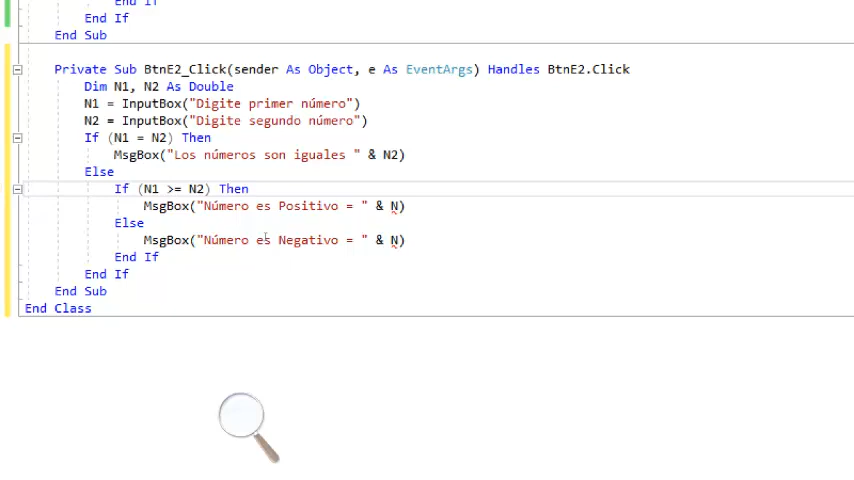 End If
End If
End Sub
Private Sub BtnE2_Click(sender As Object, e As EventArgs) Handles BtnE2.Click
Dim N1, N2 As Double
N1 = InputBox("Digite primer número")
N2 = InputBox("Digite segundo número")
If (N1 = N2) Then
MsgBox("Los números son iguales " & N2)
Else
If (N1 >= N2) Then
MsgBox("Número es Positivo = " & N)
Else
MsgBox("Número es Negativo = " & N)
End If
End If
End Sub
End Class